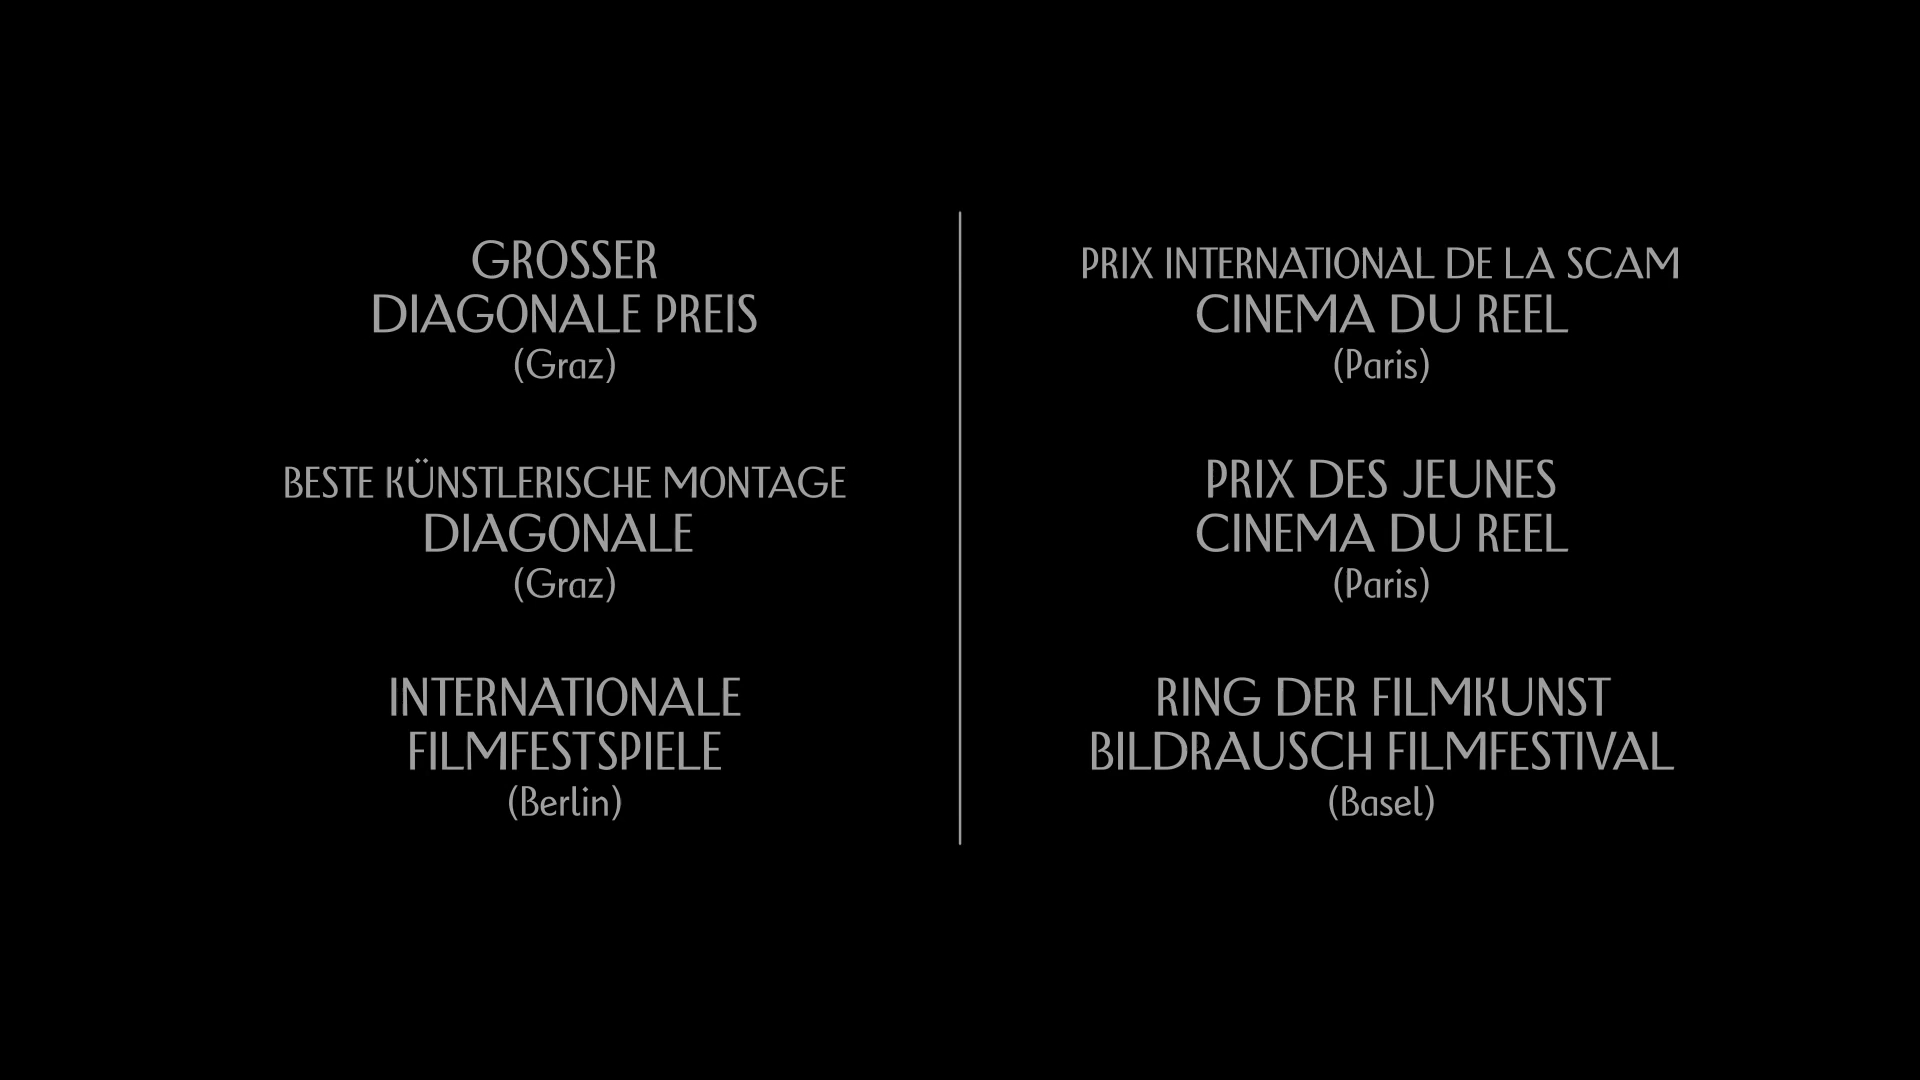 GROSSER
DIAGONALE PREIS
(Graz)
BESTE KÜNSTLERISCHE MONTAGE
DIAGONALE
(Graz)
INTERNATIONALE
FILMFESTSPIELE
(Berlin)
PRIX INTERNATIONAL DE LA SCAM
CINEMA DU REEL
(Paris)
PRIX DES JEUNES
CINEMA DU REEL
(Paris)
RING DER FILMKUNST
BILDRAUSCH FILMFESTIVAL
(Basel)